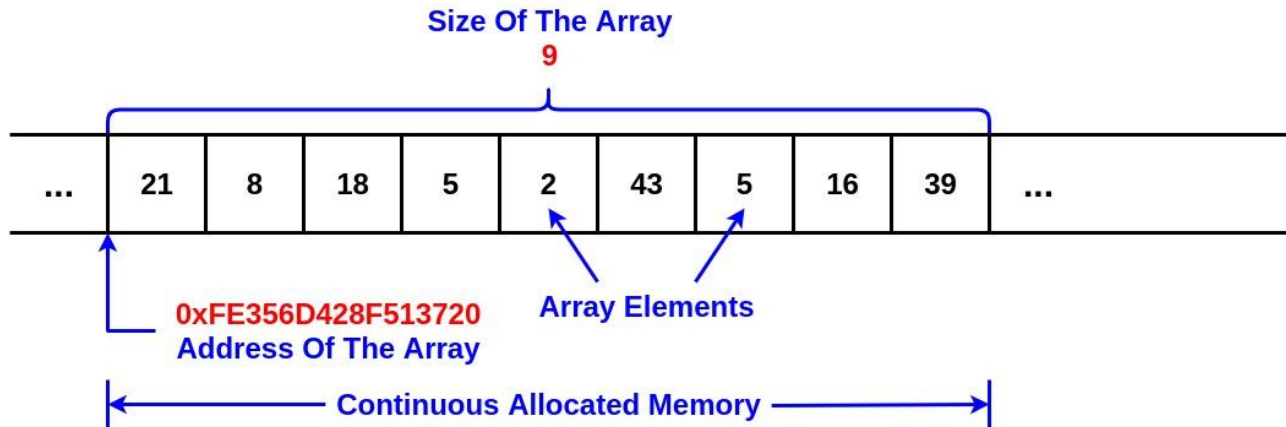 Size Of The Array
9
... 21 8 18 5 2 43 5 16 39 ...
Array Elements
0xFE356D428F513720
Address Of The Array
Continuous Allocated Memory